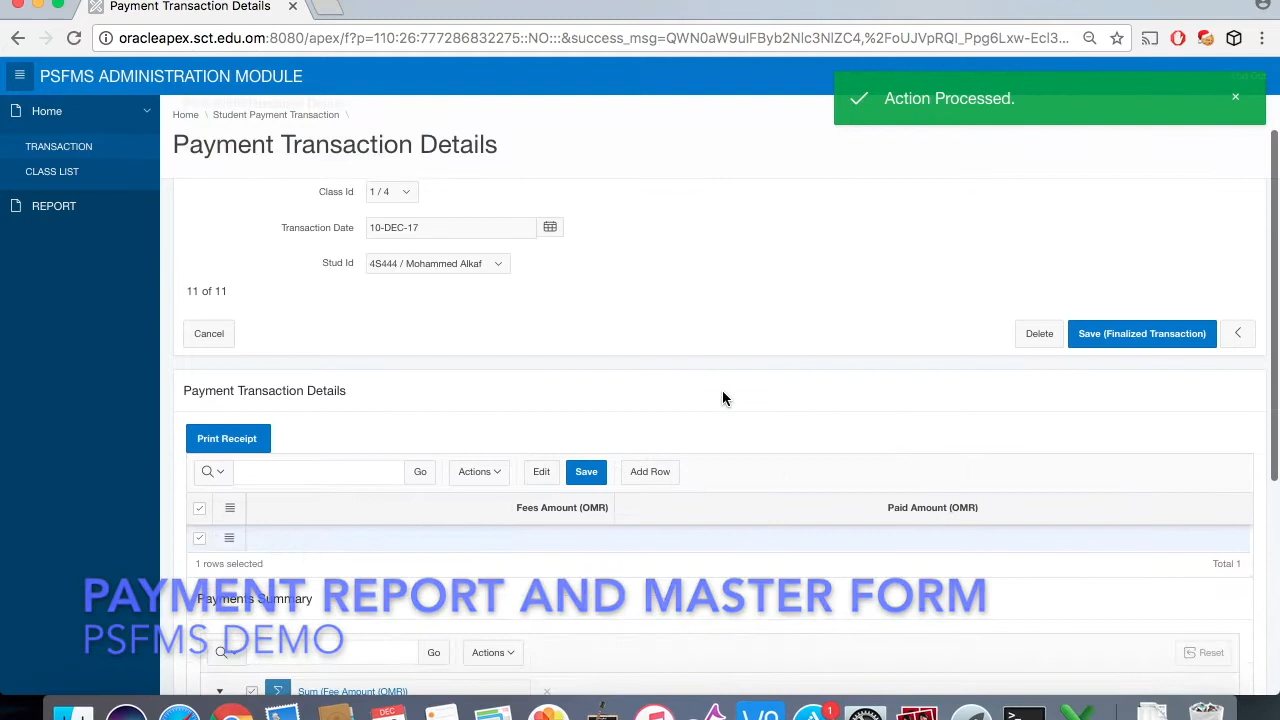 Payment Transaction Details
oracleapex.sct.edu.om:8080/apex/f?p=110:26:777286832275::NO:::&success_msg=QWN0aW9uIFByb2Nlc3NlZC4,%2FoUJVpRQl_Ppg6Lxw-Ecl3...
PSFMS ADMINISTRATION MODULE
Action Processed.
Home
TRANSACTION
CLASS LIST
REPORT
Home \ Student Payment Transaction \
Payment Transaction Details
Class Id 1 / 4
Transaction Date 10-DEC-17
Stud Id 4S444 / Mohammed Alkaf
11 of 11
Cancel Delete Save (Finalized Transaction)
Payment Transaction Details
Print Receipt
Go Actions Edit Save Add Row
Fees Amount (OMR) Paid Amount (OMR)
1 rows selected Total 1
Payments Summary
PAYMENT REPORT AND MASTER FORM
PSFMS DEMO
Go Actions Reset
Sum (Fee Amount (OMR))
DEC
1